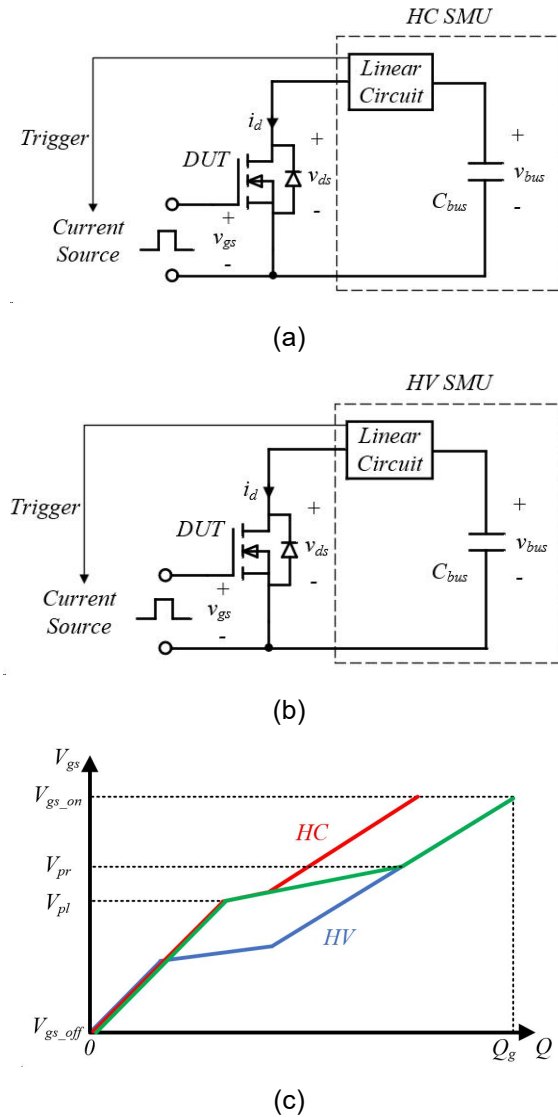 HC SMU
Linear
Circuit
Trigger
i_d
+
DUT
v_ds
-
+
v_bus
-
C_bus
Current
Source
+
v_gs
-
(a)
HV SMU
Linear
Circuit
Trigger
i_d
+
DUT
v_ds
-
+
v_bus
-
C_bus
Current
Source
+
v_gs
-
(b)
V_gs
V_gs_on
HC
V_pr
V_pl
HV
V_gs_off
0
Q_g
Q
(c)